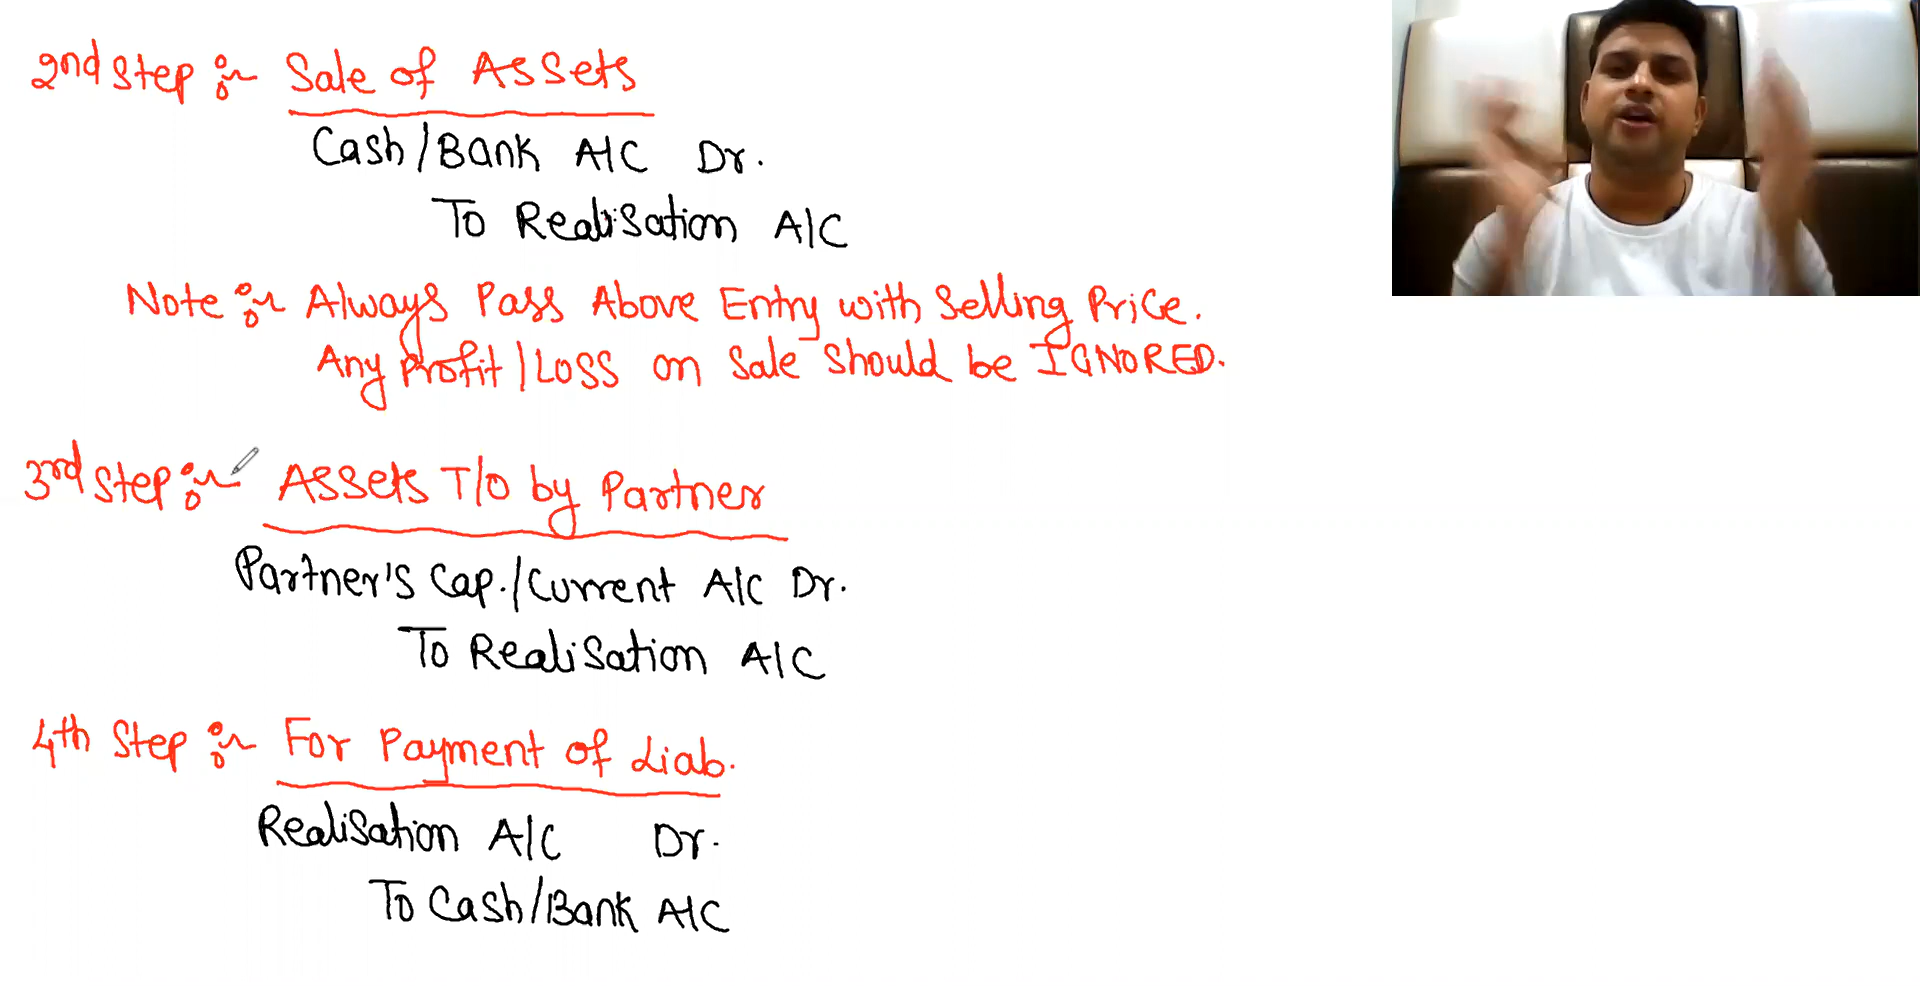 2nd Step :- Sale of Assets
Cash/Bank A/C Dr.
To Realisation A/C
Note :- Always Pass Above Entry with Selling Price.
Any Profit/Loss on Sale should be IGNORED.
3rd Step :- Assets T/O by Partner
Partner's Cap./Current A/C Dr.
To Realisation A/C
4th Step :- For Payment of Liab.
Realisation A/C Dr.
To Cash/Bank A/C